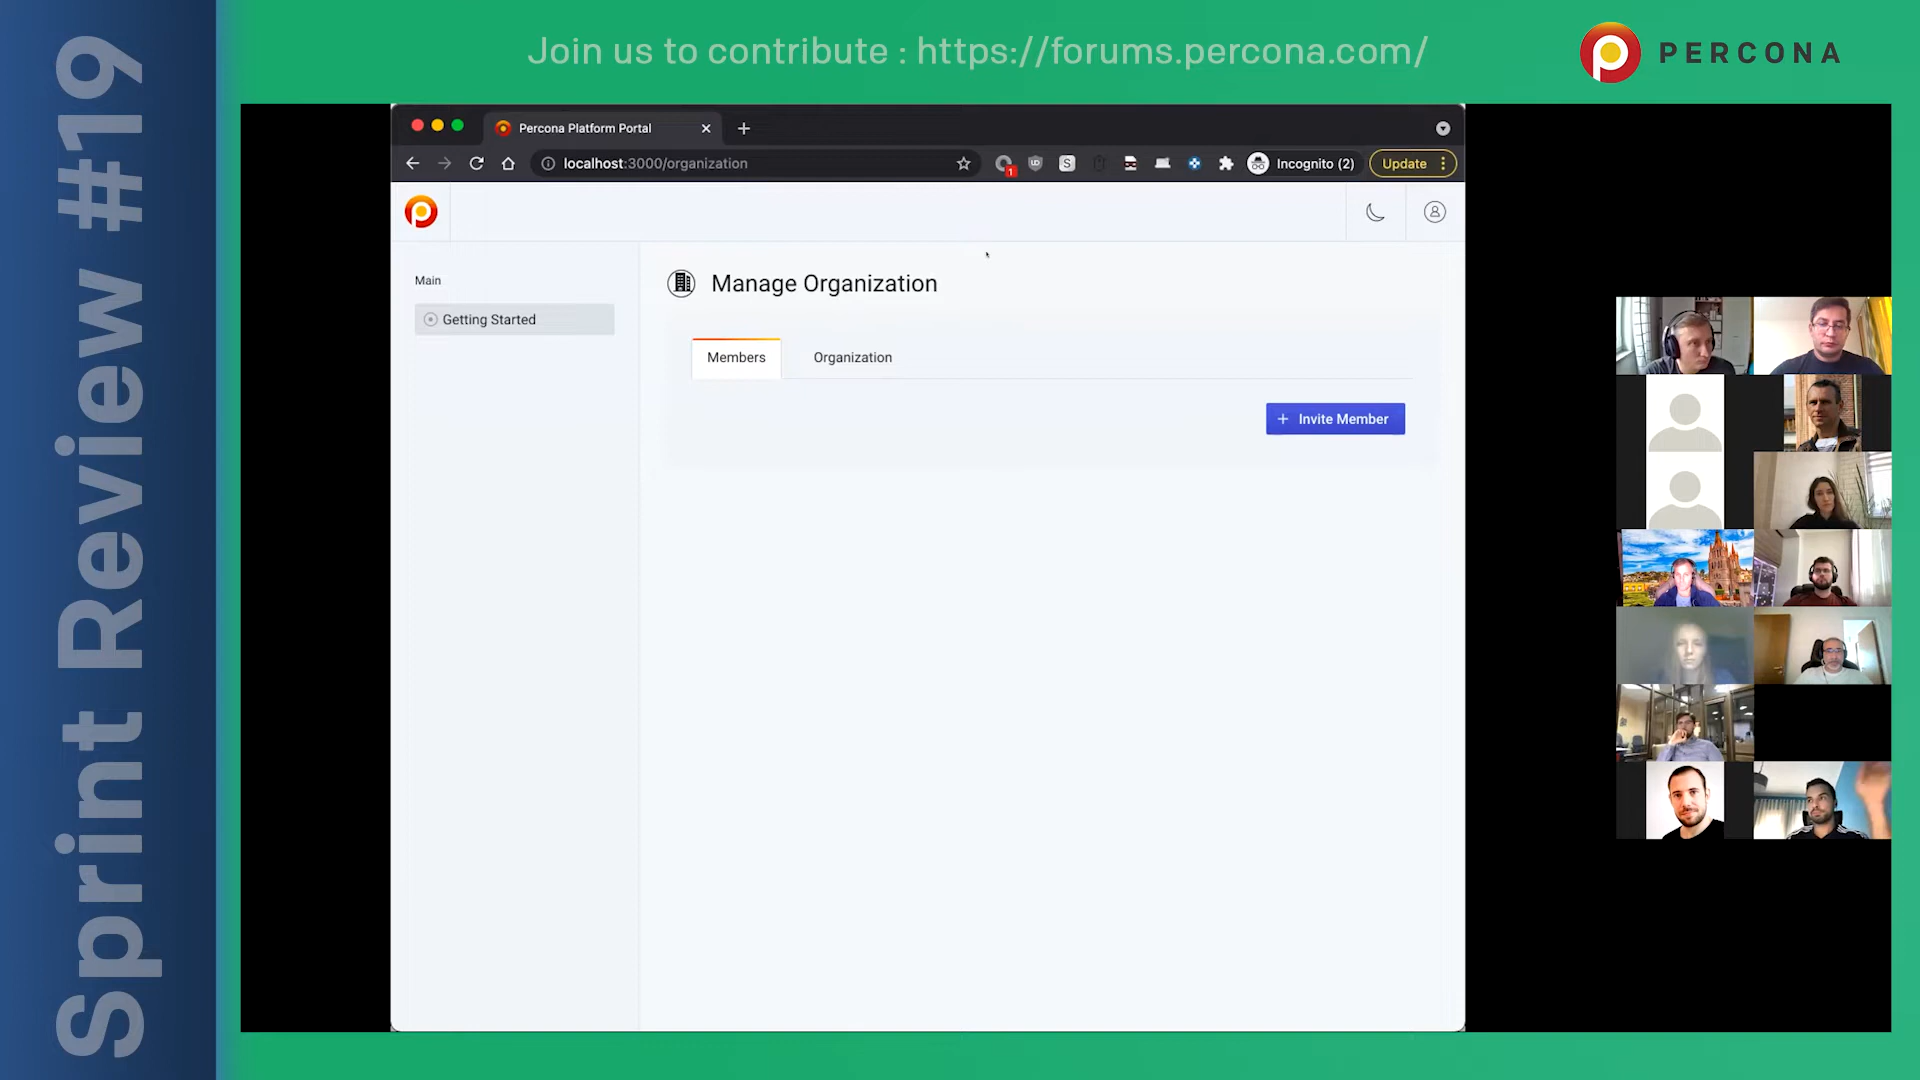 Sprint Review #19
Join us to contribute : https://forums.percona.com/
PERCONA
Percona Platform Portal
localhost:3000/organization
1
S
Incognito (2)
Update
Main
Getting Started
Manage Organization
Members
Organization
+ Invite Member